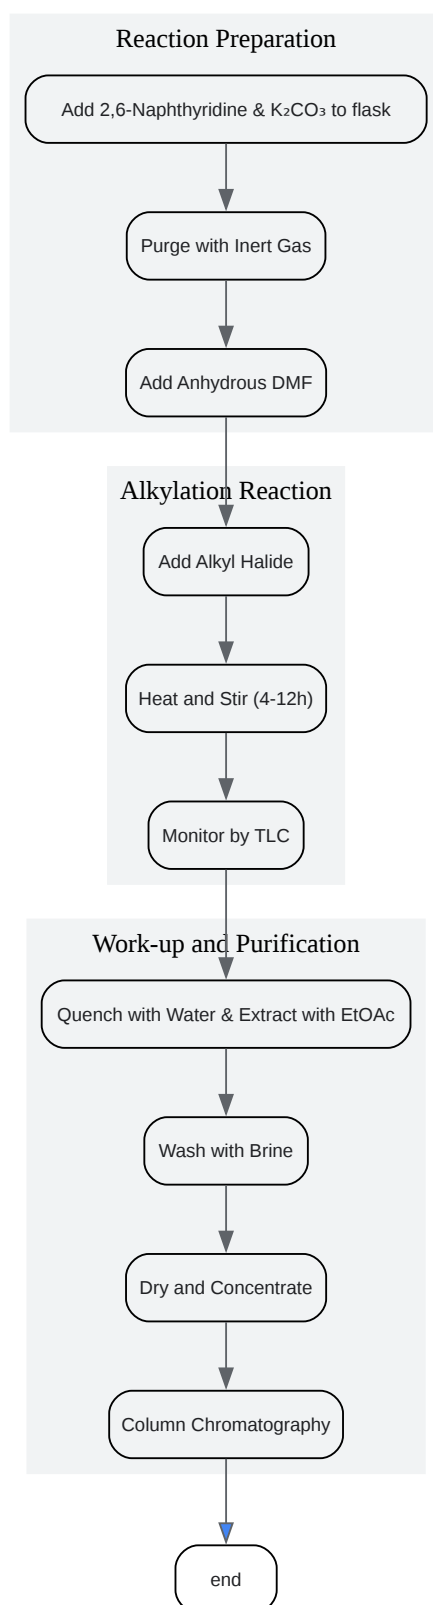 Reaction Preparation
Add 2,6-Naphthyridine & K₂CO₃ to flask
Purge with Inert Gas
Add Anhydrous DMF
Alkylation Reaction
Add Alkyl Halide
Heat and Stir (4-12h)
Monitor by TLC
Work-up and Purification
Quench with Water & Extract with EtOAc
Wash with Brine
Dry and Concentrate
Column Chromatography
end